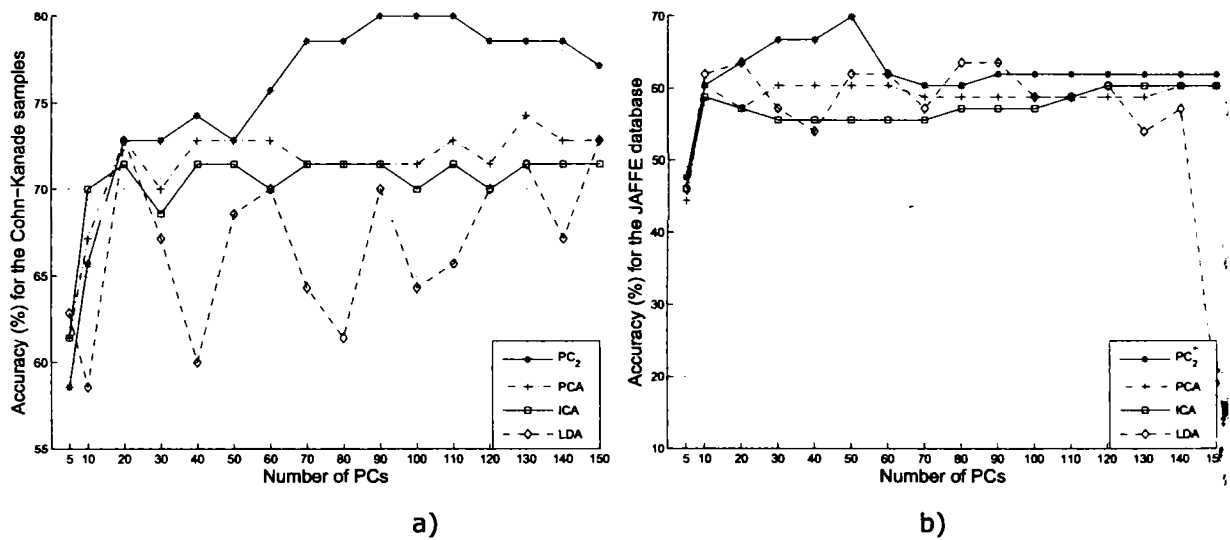 Accuracy (%) for the Cohn-Kanade samples
80
75
70
65
60
55
5 10 20 30 40 50 60 70 80 90 100 110 120 130 140 150
Number of PCs
PC2
PCA
ICA
LDA
a)
Accuracy (%) for the JAFFE database
70
60
50
40
30
20
10
5 10 20 30 40 50 60 70 80 90 100 110 120 130 140 150
Number of PCs
PC2
PCA
ICA
LDA
b)